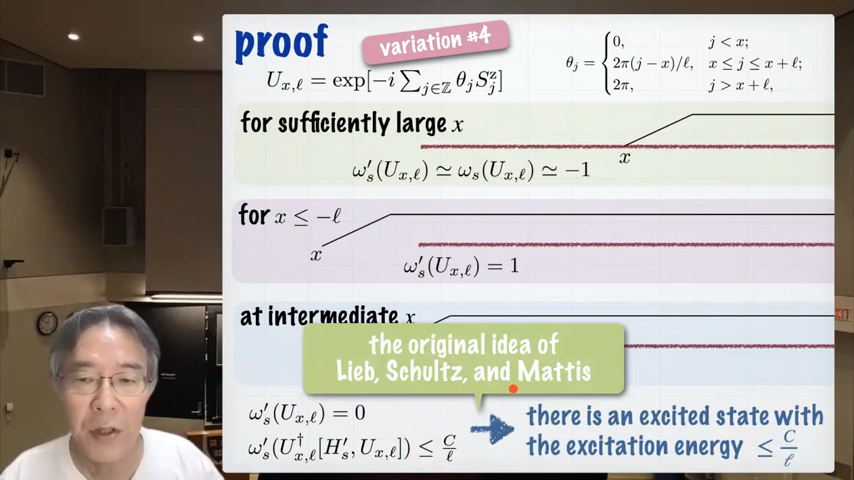 proof
variation #4
U_{x,ℓ} = exp[−i ∑_{j∈ℤ} θ_j S_j^z]
θ_j = { 0, j < x;
2π(j − x)/ℓ, x ≤ j ≤ x + ℓ;
2π, j > x + ℓ,
for sufficiently large x
x
ω′_s(U_{x,ℓ}) ≃ ω_s(U_{x,ℓ}) ≃ −1
for x ≤ −ℓ
x
ω′_s(U_{x,ℓ}) = 1
at intermediate x
the original idea of
Lieb, Schultz, and Mattis
ω′_s(U_{x,ℓ}) = 0
ω′_s(U†_{x,ℓ}[H′_s, U_{x,ℓ}]) ≤ C/ℓ
there is an excited state with
the excitation energy ≤ C/ℓ